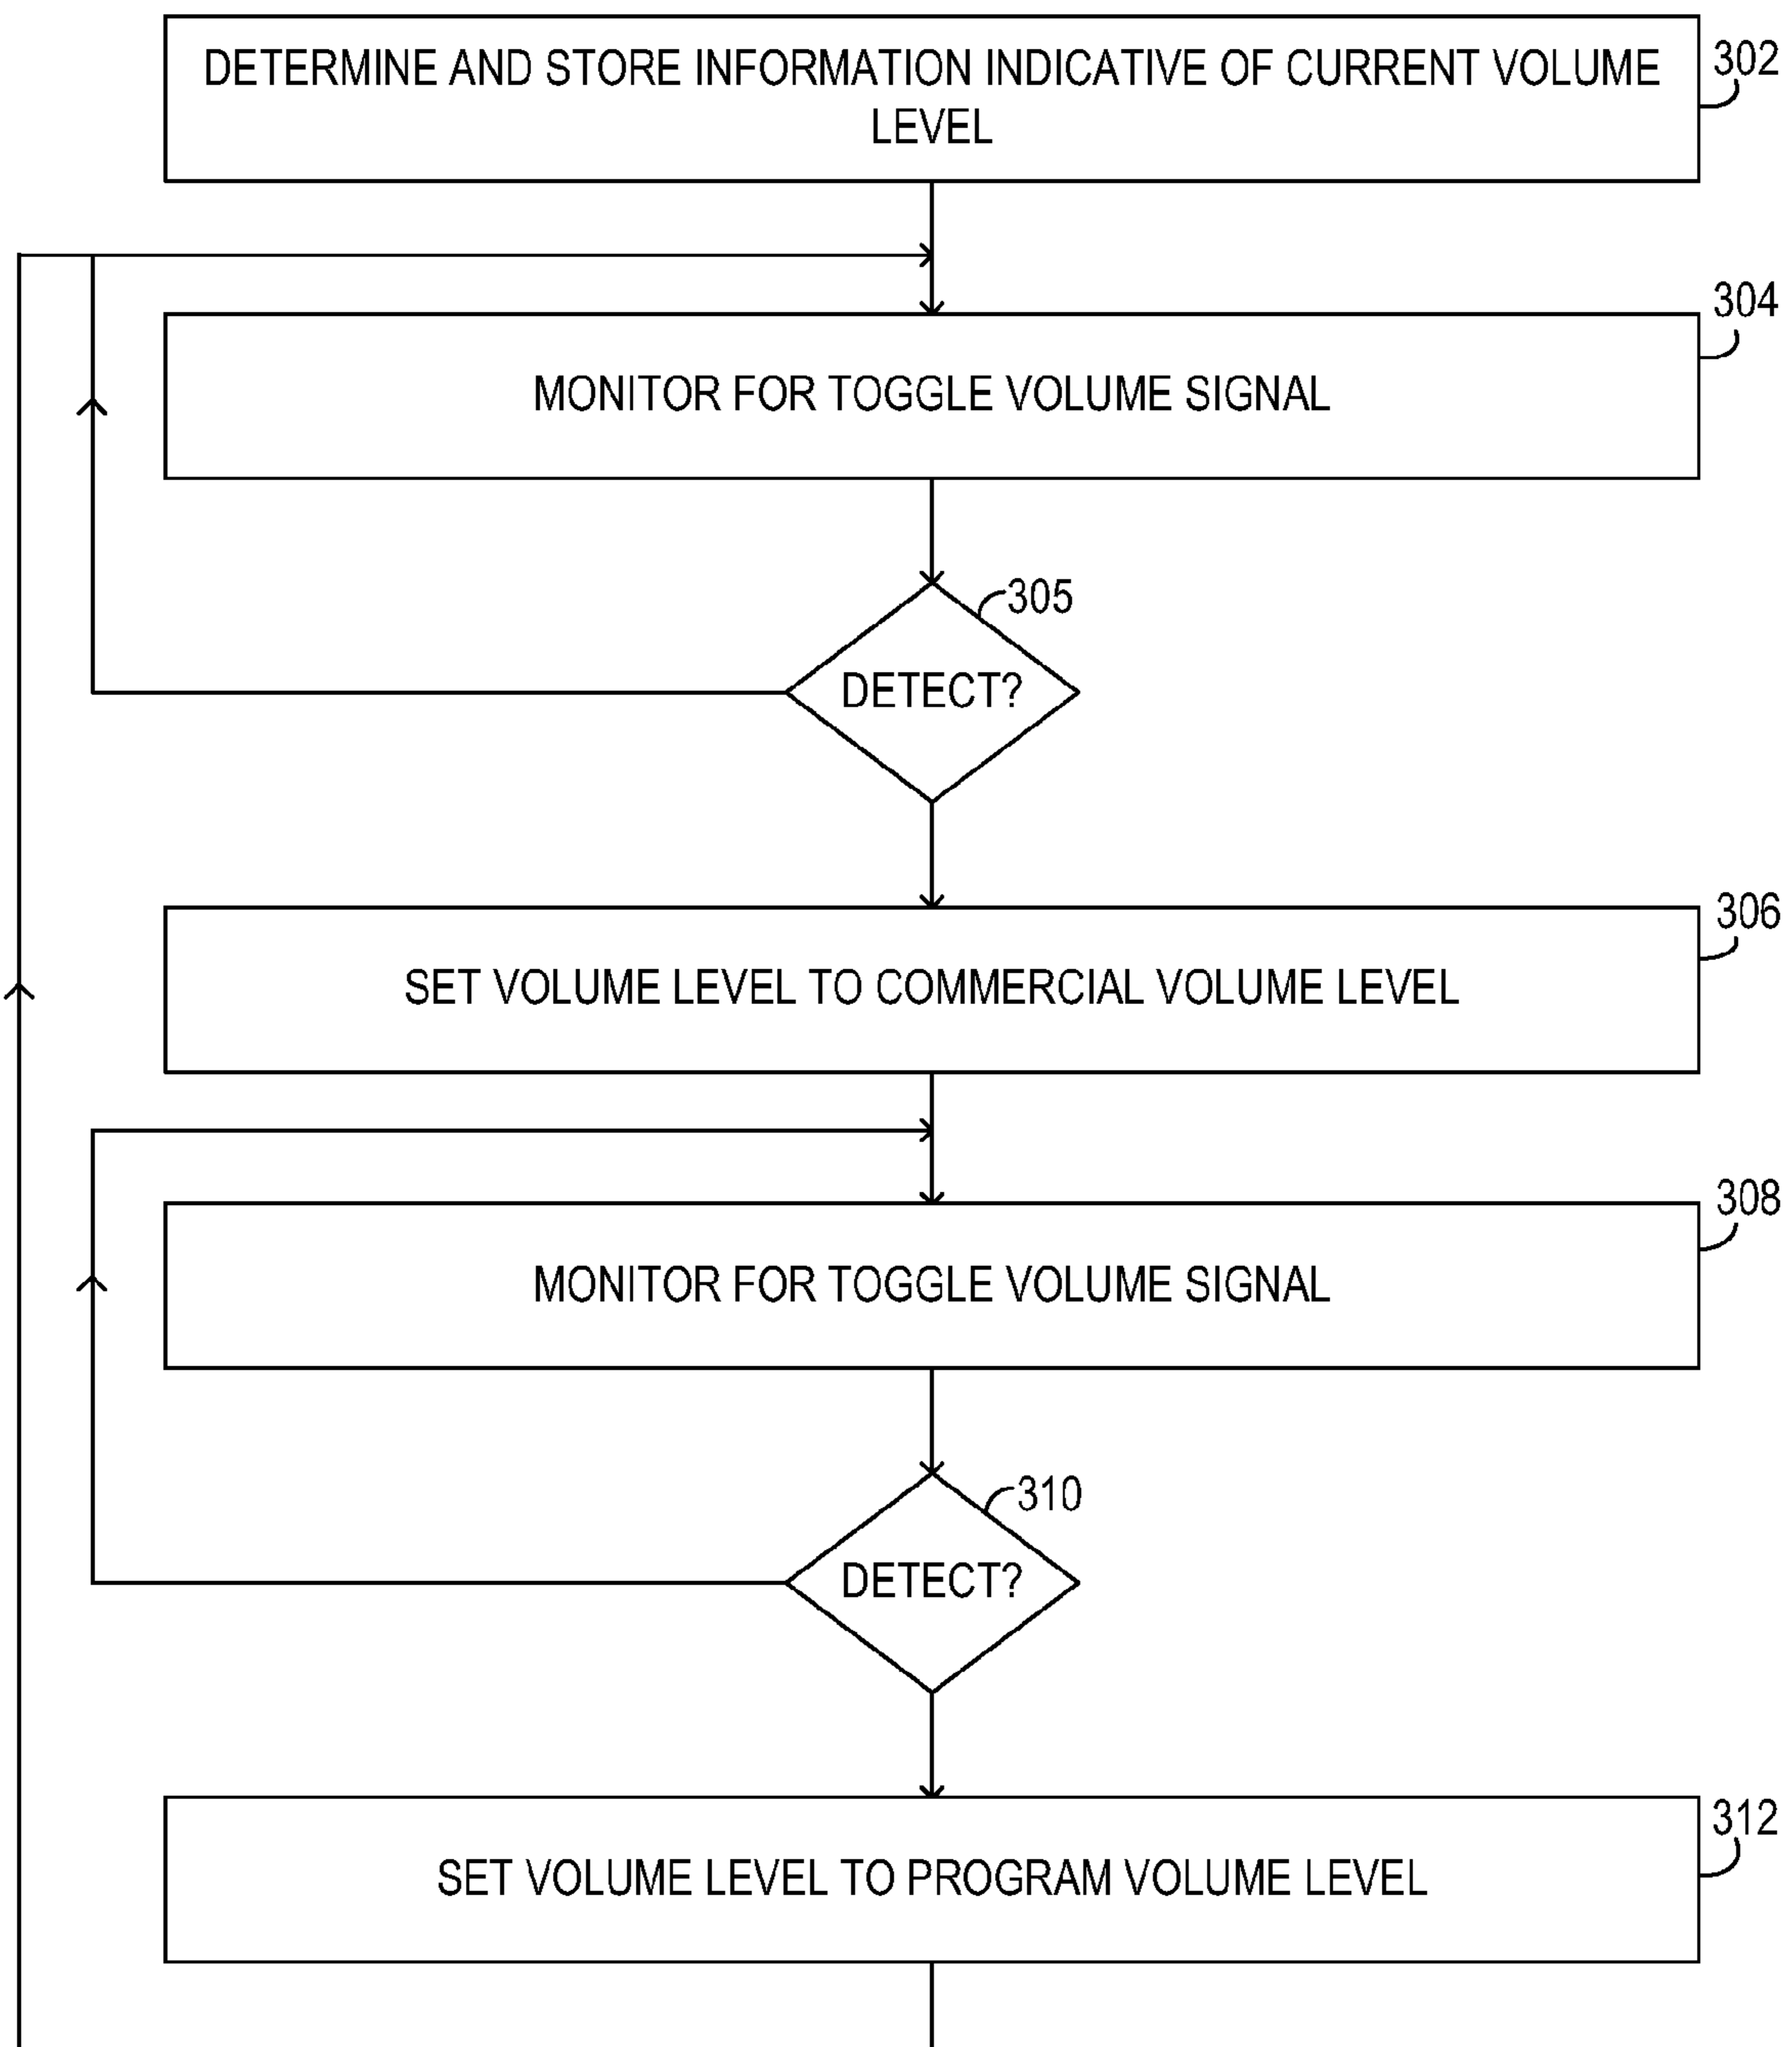 DETERMINE AND STORE INFORMATION INDICATIVE OF CURRENT VOLUME
LEVEL
302
304
MONITOR FOR TOGGLE VOLUME SIGNAL
305
DETECT?
306
SET VOLUME LEVEL TO COMMERCIAL VOLUME LEVEL
308
MONITOR FOR TOGGLE VOLUME SIGNAL
310
DETECT?
312
SET VOLUME LEVEL TO PROGRAM VOLUME LEVEL